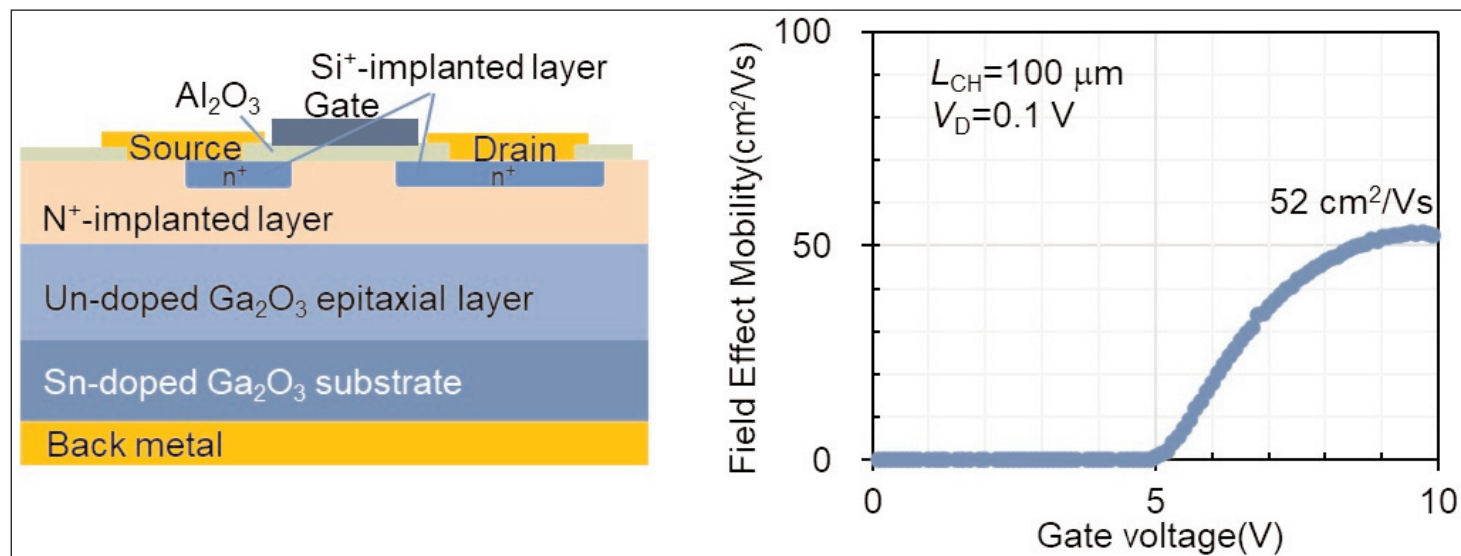 Si⁺-implanted layer
Al₂O₃
Gate
Source
Drain
n⁺
n⁺
N⁺-implanted layer
Un-doped Ga₂O₃ epitaxial layer
Sn-doped Ga₂O₃ substrate
Back metal
Field Effect Mobility(cm²/Vs)
100
50
0
L_CH=100 μm
V_D=0.1 V
52 cm²/Vs
0
5
10
Gate voltage(V)